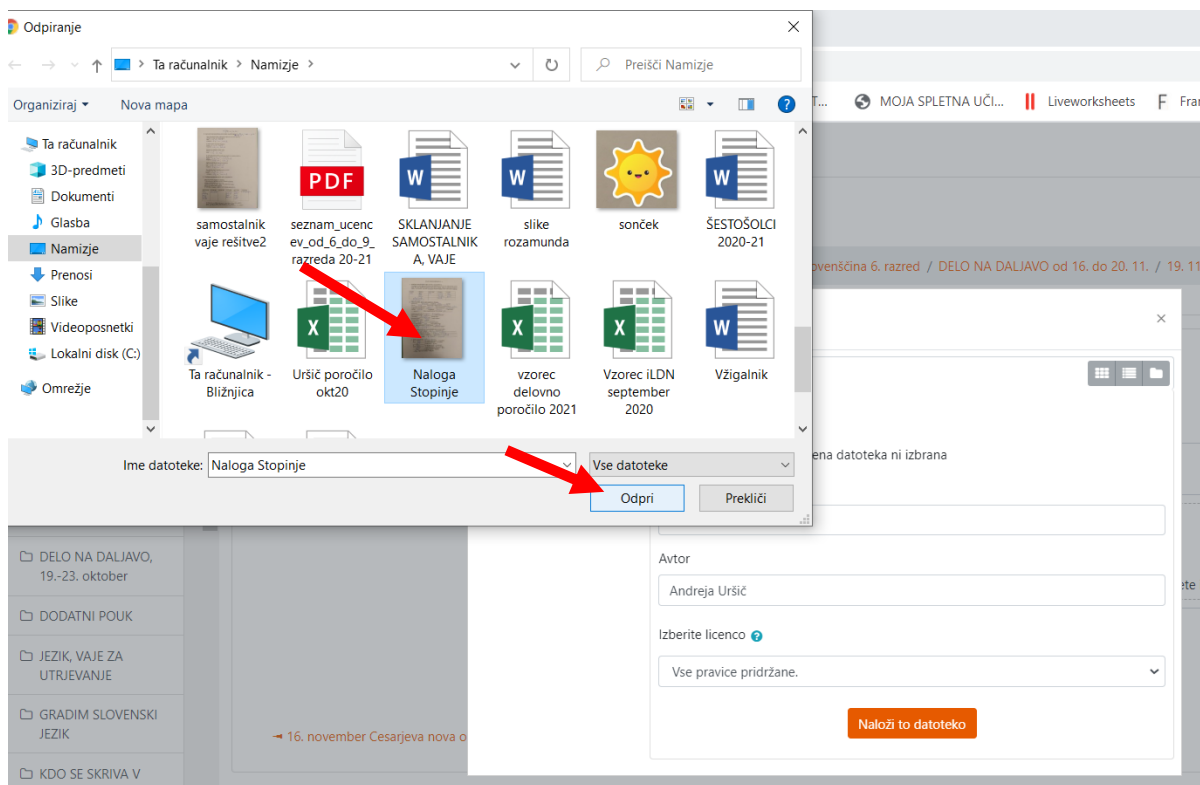 Odpiranje
Ta računalnik > Namizje >
Preišči Namizje
Organiziraj
Nova mapa
T...
MOJA SPLETNA UČI...
Liveworksheets
F
Fran
Ta računalnik
3D-predmeti
Dokumenti
Glasba
Namizje
Prenosi
Slike
Videoposnetki
Lokalni disk (C:)
Omrežje
PDF
W
W
W
samostalnik
vaje rešitve2
seznam_ucenc
ev_od_6_do_9_
razreda 20-21
SKLANJANJE
SAMOSTALNIK
A, VAJE
slike
rozamunda
sonček
ŠESTOŠOLCI
2020-21
X
X
X
W
Ta računalnik -
Bližnjica
Uršič poročilo
okt20
Naloga
Stopinje
vzorec
delovno
poročilo 2021
Vzorec iLDN
september
2020
Vžigalnik
Ime datoteke:
Naloga Stopinje
Vse datoteke
Odpri
Prekliči
ovenščina 6. razred / DELO NA DALJAVO od 16. do 20. 11. / 19. 11
ena datoteka ni izbrana
Avtor
Andreja Uršič
Izberite licenco
Vse pravice pridržane.
Naloži to datoteko
ete
DELO NA DALJAVO,
19.-23. oktober
DODATNI POUK
JEZIK, VAJE ZA
UTRJEVANJE
GRADIM SLOVENSKI
JEZIK
KDO SE SKRIVA V
16. november Cesarjeva nova o